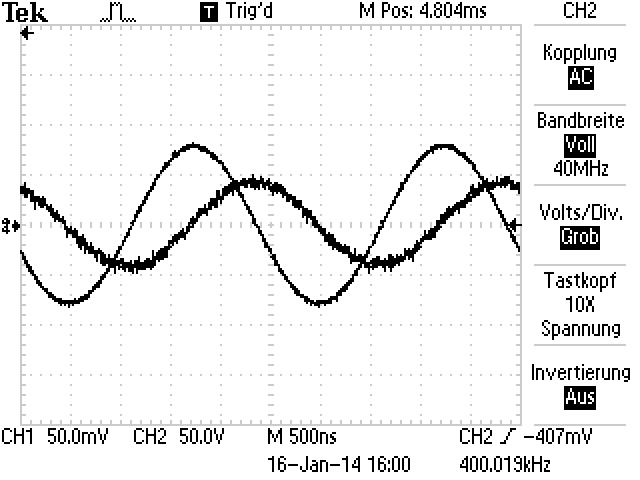 Tek T Trig'd M Pos: 4.804ms CH2
Kopplung
AC
Bandbreite
Voll
40MHz
Volts/Div.
Grob
Tastkopf
10X
Spannung
Invertierung
Aus
2
CH1 50.0mV CH2 50.0V M 500ns CH2 -407mV
16-Jan-14 16:00 400.019kHz